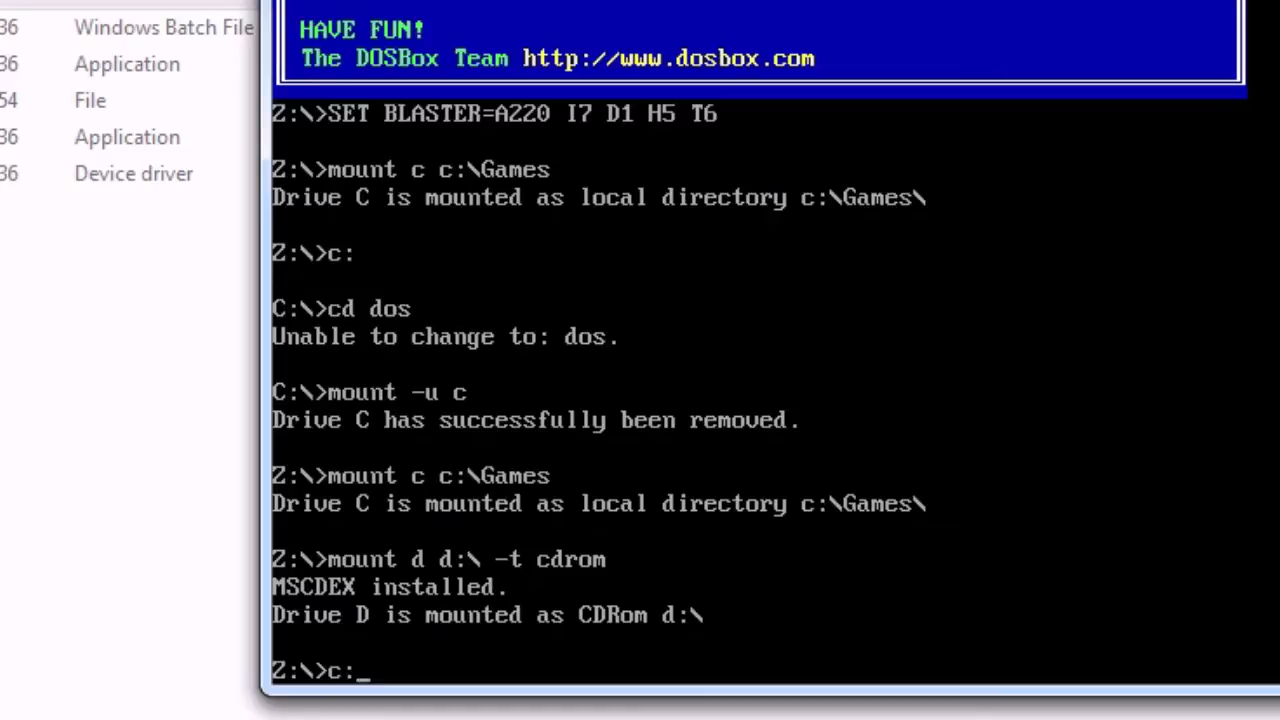 36 Windows Batch File
36 Application
54 File
36 Application
36 Device driver
HAVE FUN!
The DOSBox Team http://www.dosbox.com
Z:\>SET BLASTER=A220 I7 D1 H5 T6
Z:\>mount c c:\Games
Drive C is mounted as local directory c:\Games\
Z:\>c:
C:\>cd dos
Unable to change to: dos.
C:\>mount -u c
Drive C has successfully been removed.
Z:\>mount c c:\Games
Drive C is mounted as local directory c:\Games\
Z:\>mount d d:\ -t cdrom
MSCDEX installed.
Drive D is mounted as CDRom d:\
Z:\>c:_